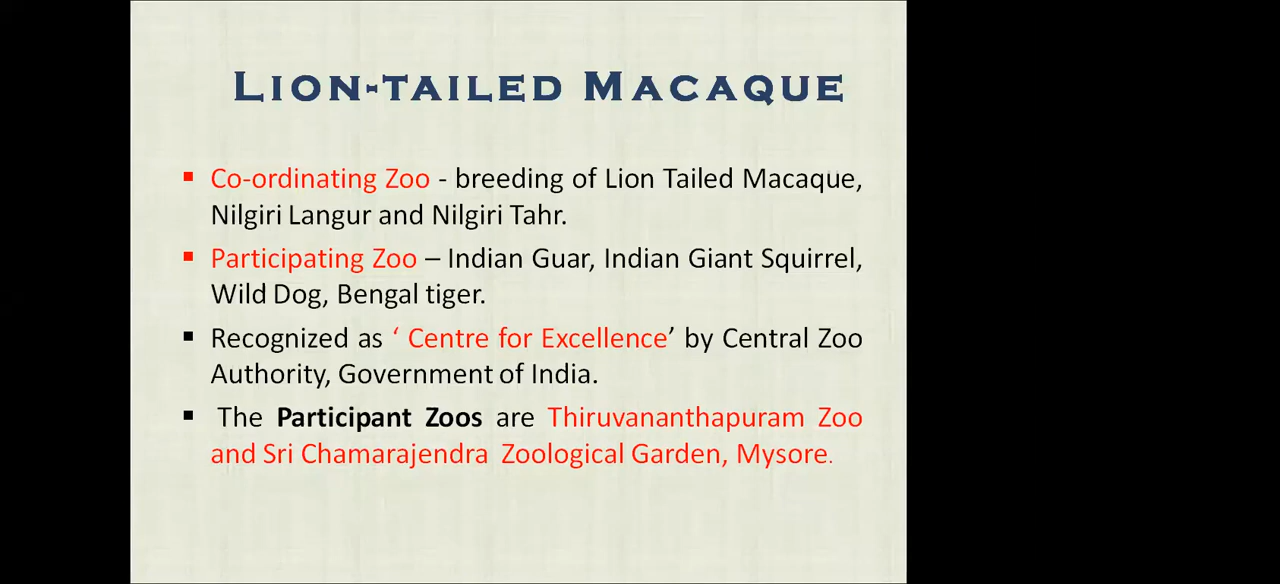 LION-TAILED MACAQUE
▪ Co-ordinating Zoo - breeding of Lion Tailed Macaque,
Nilgiri Langur and Nilgiri Tahr.
▪ Participating Zoo – Indian Guar, Indian Giant Squirrel,
Wild Dog, Bengal tiger.
▪ Recognized as ‘ Centre for Excellence’ by Central Zoo
Authority, Government of India.
▪ The Participant Zoos are Thiruvananthapuram Zoo
and Sri Chamarajendra Zoological Garden, Mysore.